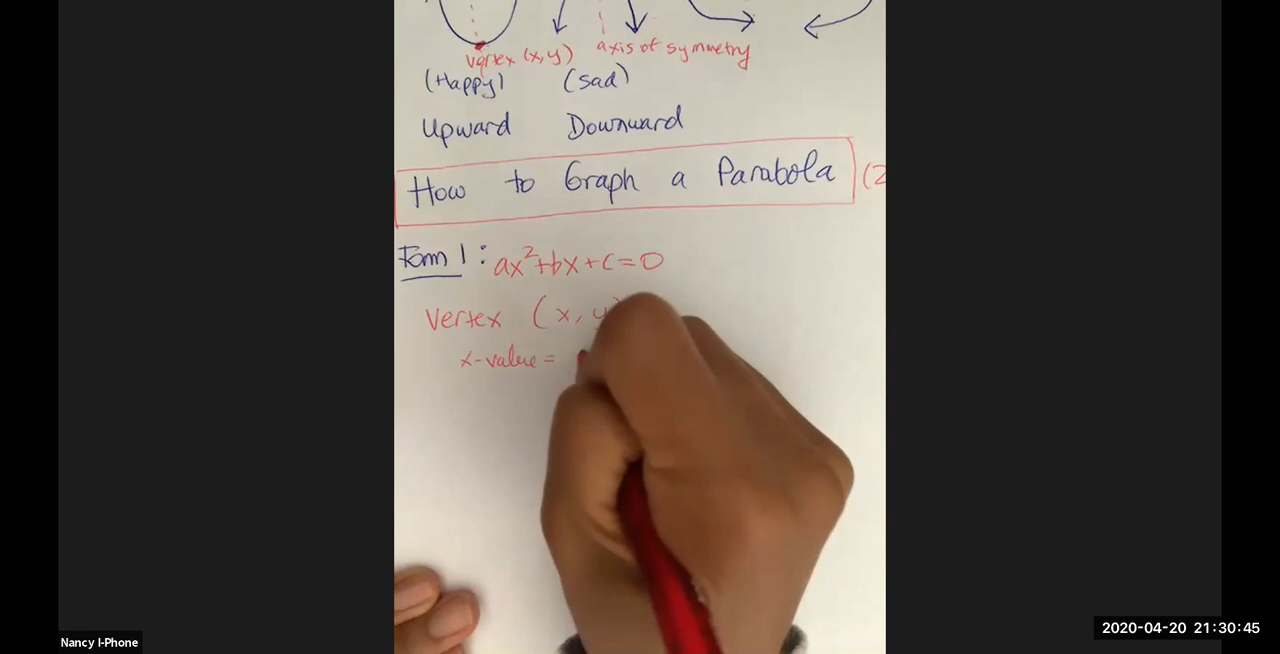 vertex (x,y) axis of symmetry
(Happy) (sad)
Upward Downward
How to Graph a Parabola (2
Form 1: ax²+bx+c=0
Vertex (x, y
x-value =
Nancy I-Phone
2020-04-20 21:30:45